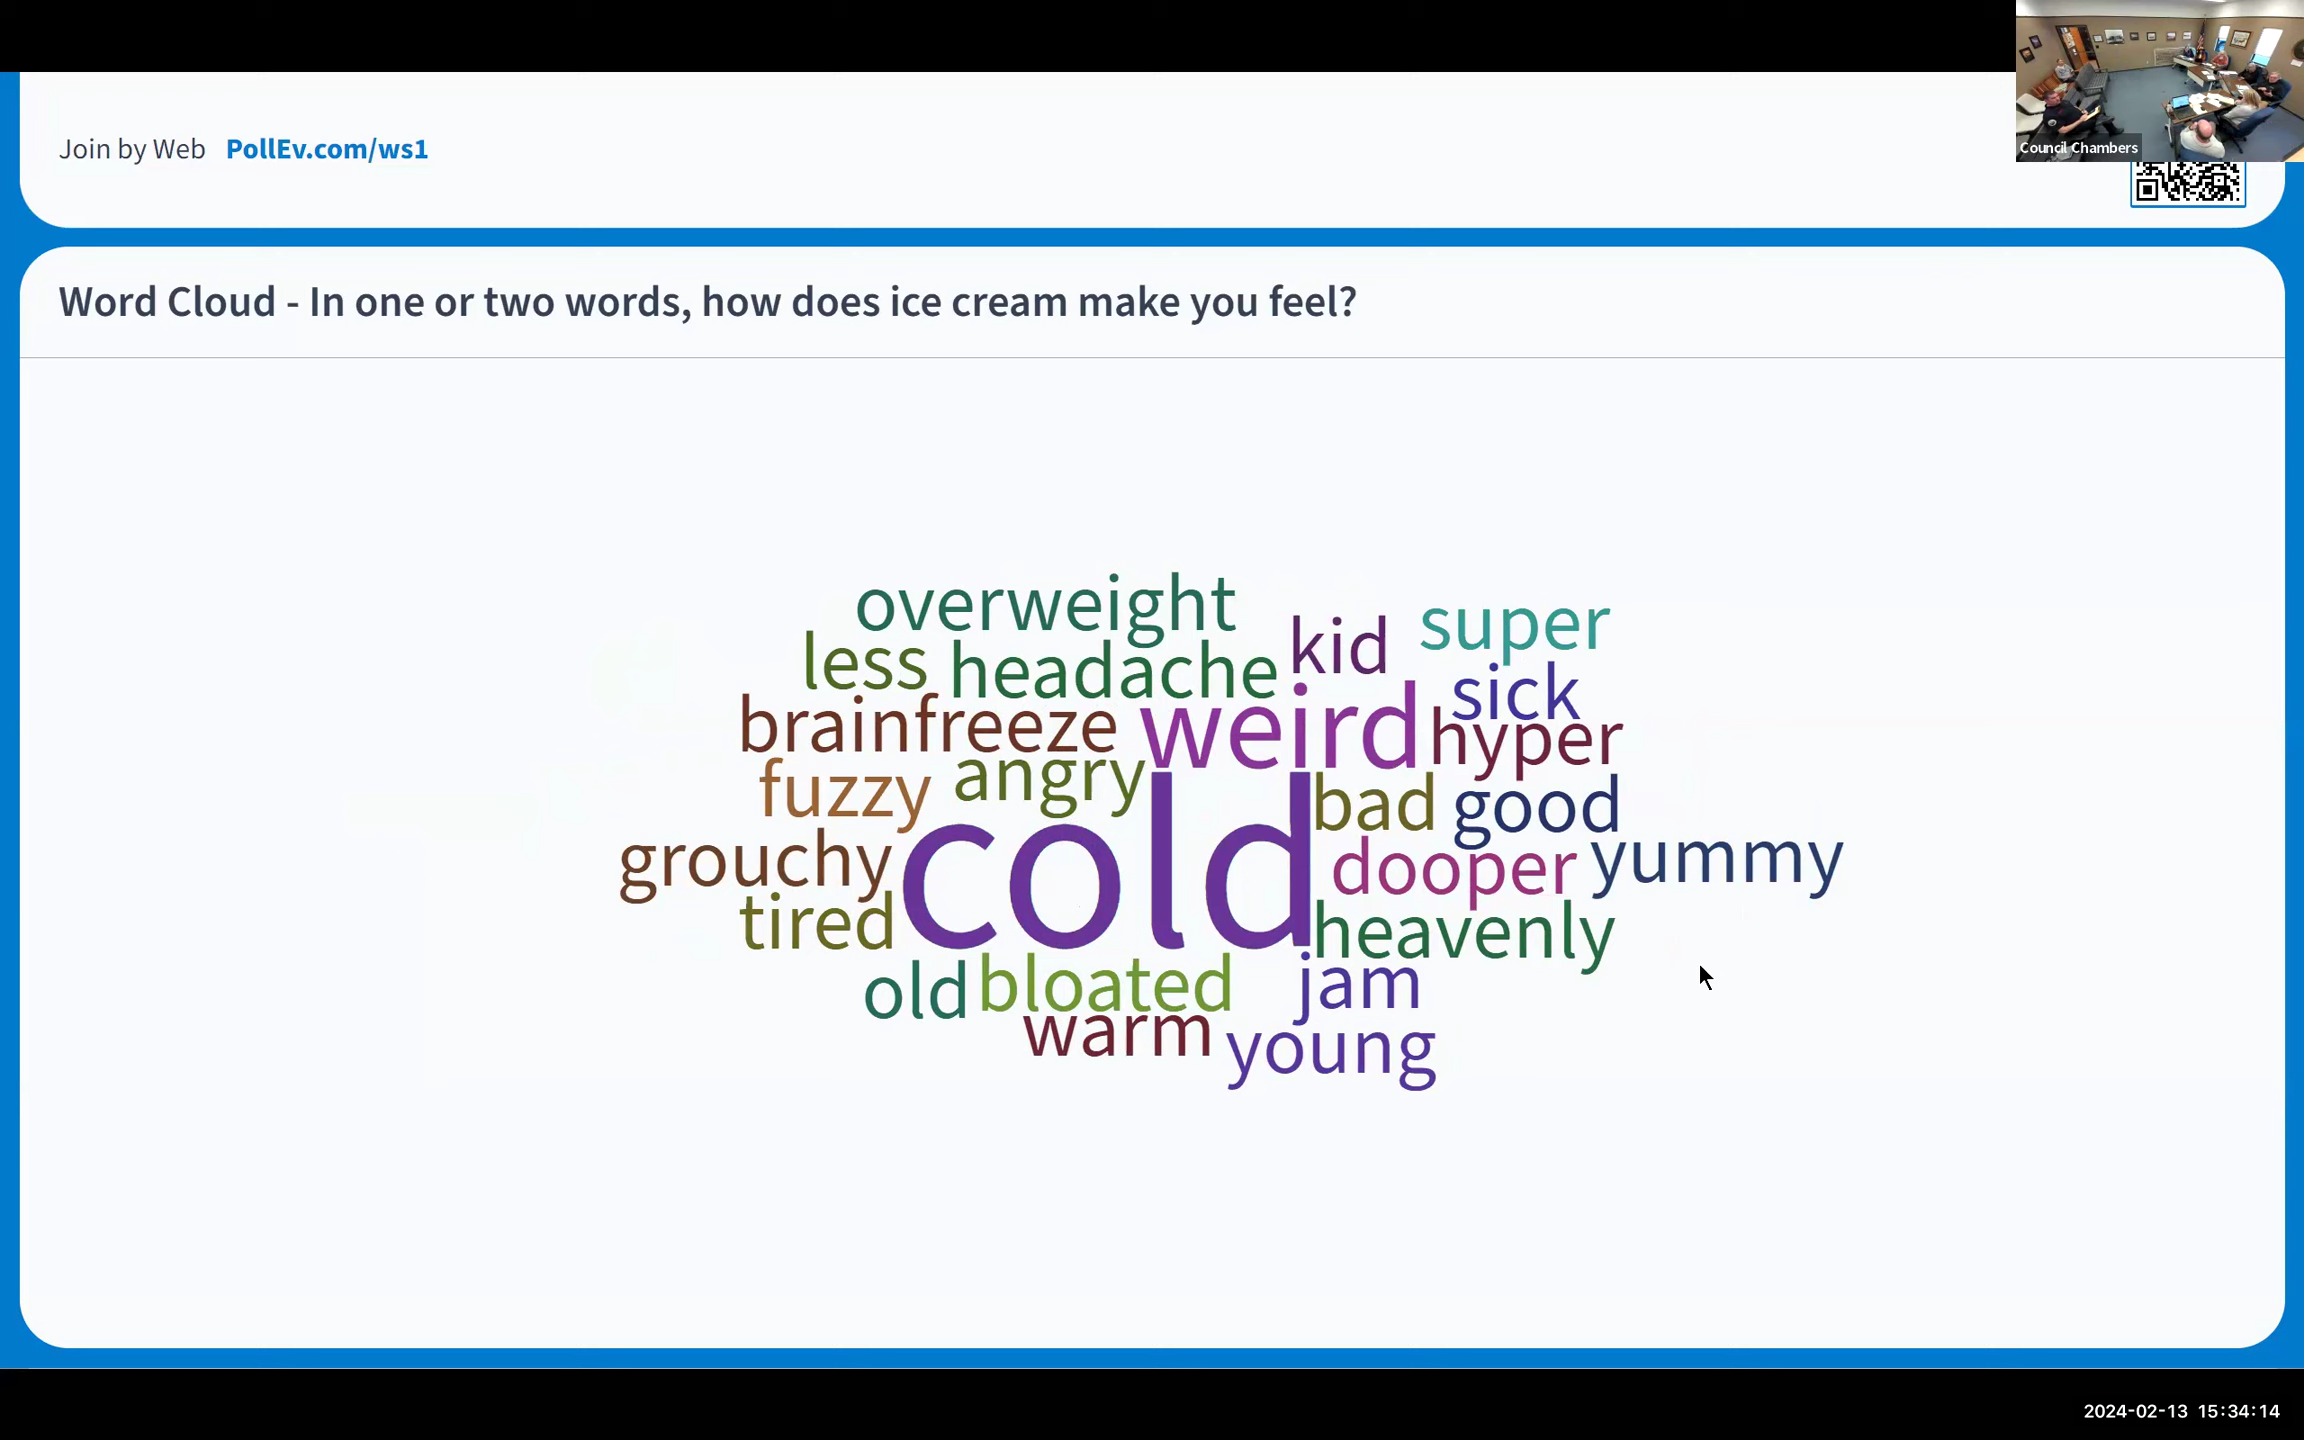 Council Chambers
Join by Web PollEv.com/ws1
Word Cloud - In one or two words, how does ice cream make you feel?
overweight
kid super
less headache
sick
brainfreeze weird hyper
fuzzy angry
bad good
grouchy cold dooper yummy
tired heavenly
old bloated jam
warm young
2024-02-13 15:34:14